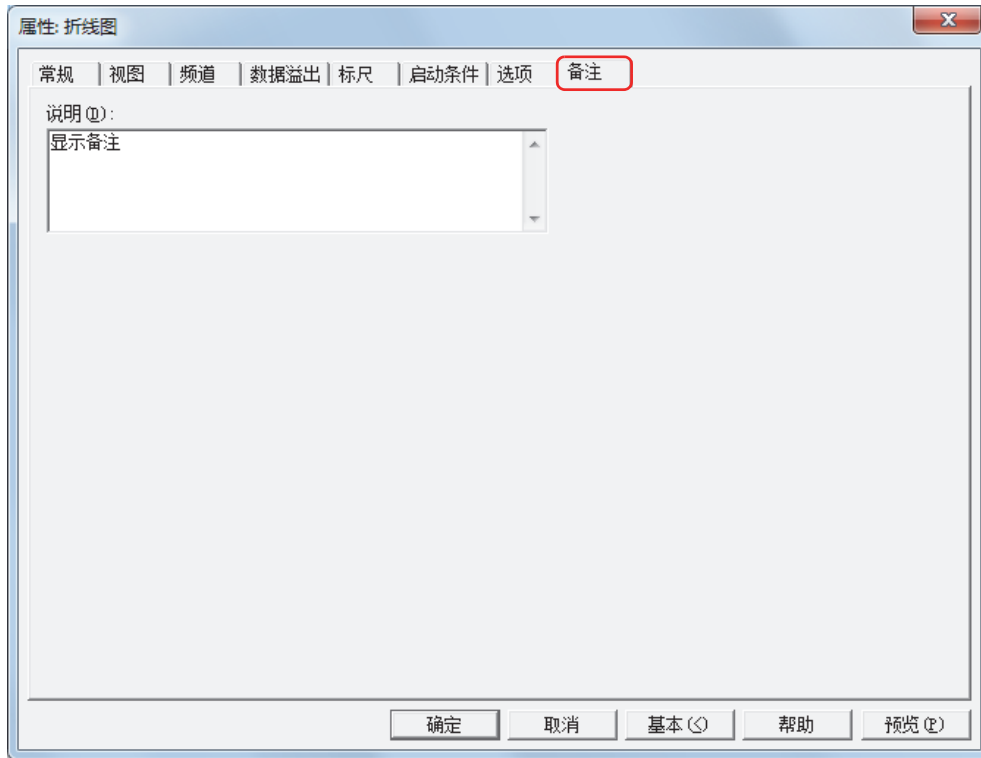 属性: 折线图
常规 视图 频道 数据溢出 标尺 启动条件 选项 备注
说明(D):
显示备注
确定 取消 基本(<) 帮助 预览(P)